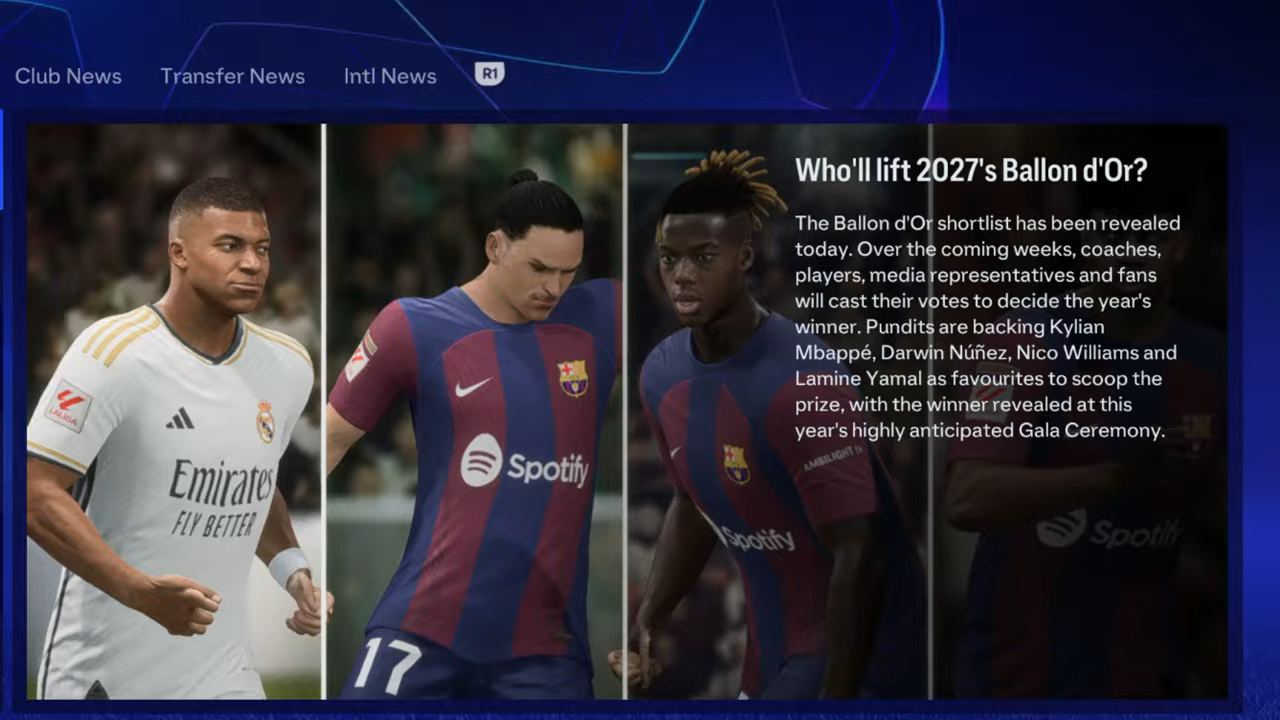 Club News
Transfer News
Intl News
R1
Who'll lift 2027's Ballon d'Or?
The Ballon d'Or shortlist has been revealed
today. Over the coming weeks, coaches,
players, media representatives and fans
will cast their votes to decide the year's
winner. Pundits are backing Kylian
Mbappé, Darwin Núñez, Nico Williams and
Lamine Yamal as favourites to scoop the
prize, with the winner revealed at this
year's highly anticipated Gala Ceremony.
LALIGA
Emirates
FLY BETTER
Spotify
17
AMBILIGHT TV
Spotify
Spotify